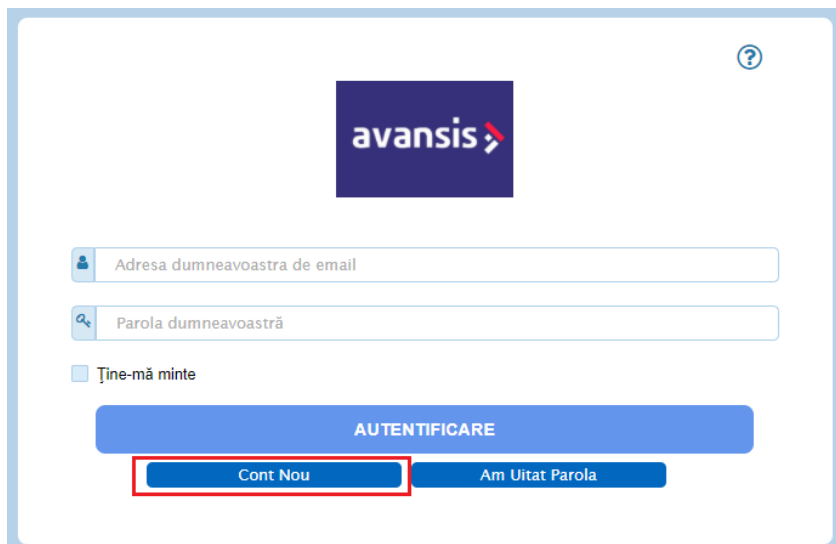 ?
avansis
Adresa dumneavoastra de email
Parola dumneavoastră
Ţine-mă minte
AUTENTIFICARE
Cont Nou Am Uitat Parola